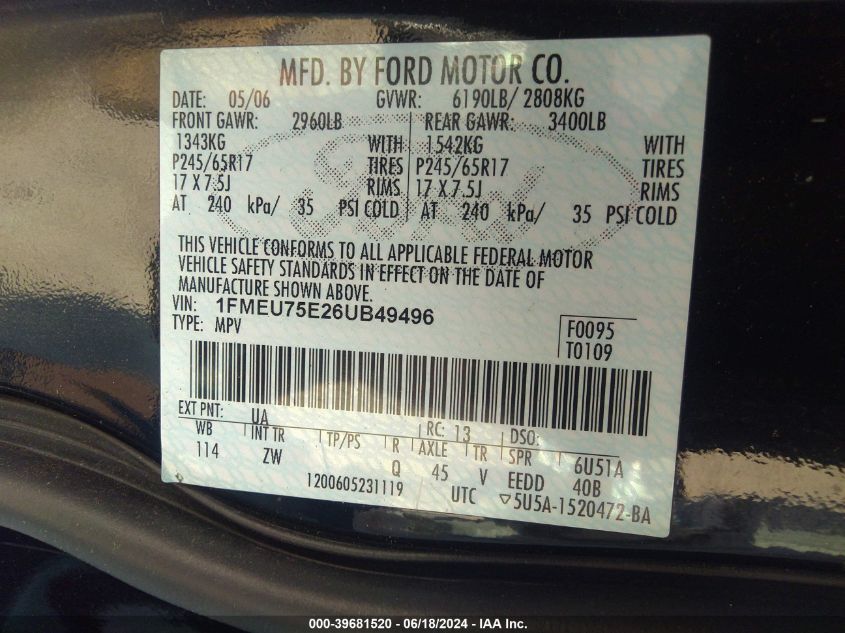 MFD. BY FORD MOTOR CO.
DATE: 05/06 GVWR: 6190LB/ 2808KG
FRONT GAWR: 2960LB REAR GAWR: 3400LB
1343KG WITH 1542KG WITH
P245/65R17 TIRES P245/65R17 TIRES
17 X 7.5J RIMS 17 X 7.5J RIMS
AT 240 kPa/ 35 PSI COLD AT 240 kPa/ 35 PSI COLD
Ford
THIS VEHICLE CONFORMS TO ALL APPLICABLE FEDERAL MOTOR
VEHICLE SAFETY STANDARDS IN EFFECT ON THE DATE OF
MANUFACTURE SHOWN ABOVE.
VIN: 1FMEU75E26UB49496
TYPE: MPV
F0095
T0109
EXT PNT: UA RC: 13 DSO:
WB INT TR TP/PS R AXLE TR SPR 6U51A
114 ZW Q 45 V EEDD 40B
1200605231119 UTC ▽5U5A-1520472-BA
000-39681520 / 06/18/2024 - IAA Inc.